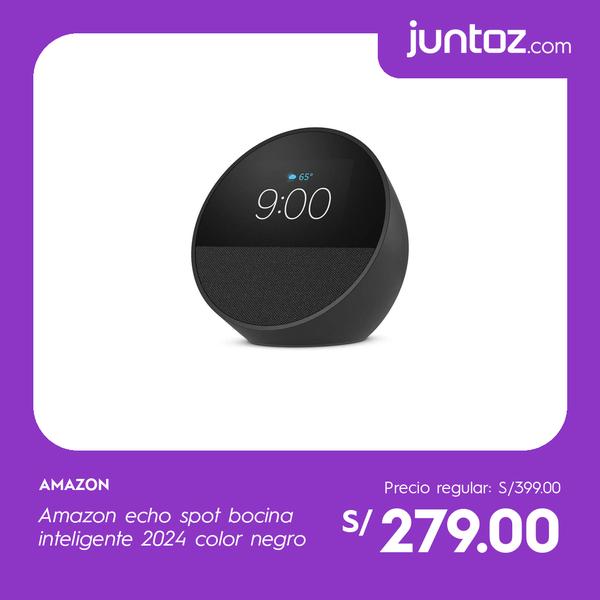 juntoz.com
65°
9:00
AMAZON
Amazon echo spot bocina
inteligente 2024 color negro
Precio regular: S/399.00
S/279.00